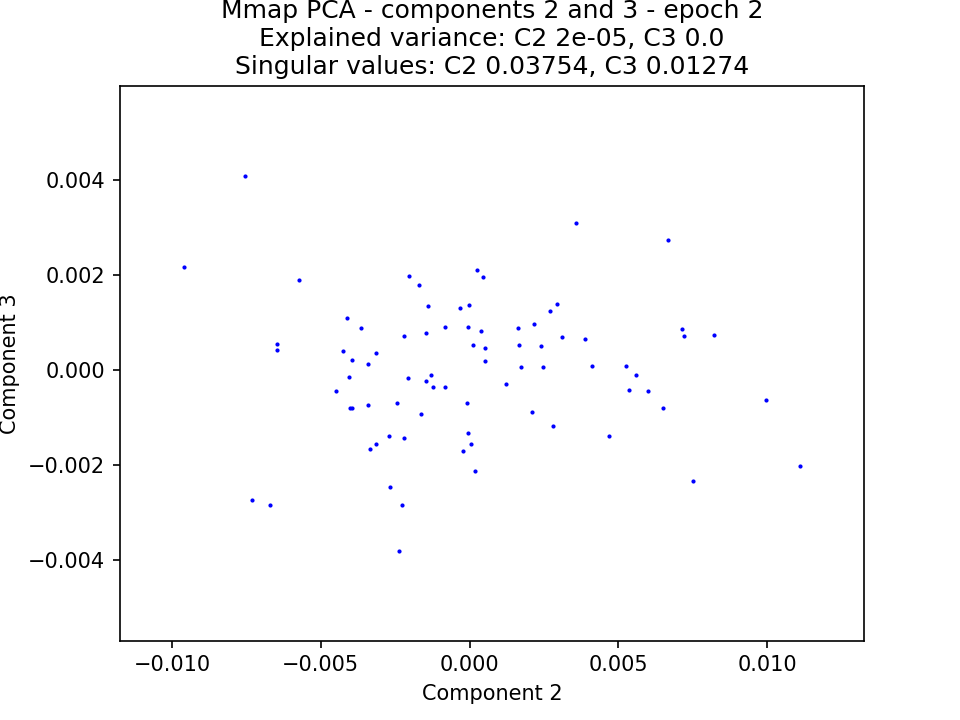 Mmap PCA - components 2 and 3 - epoch 2
Explained variance: C2 2e-05, C3 0.0
Singular values: C2 0.03754, C3 0.01274
0.004
0.002
0.000
−0.002
−0.004
Component 3
−0.010
−0.005
0.000
0.005
0.010
Component 2